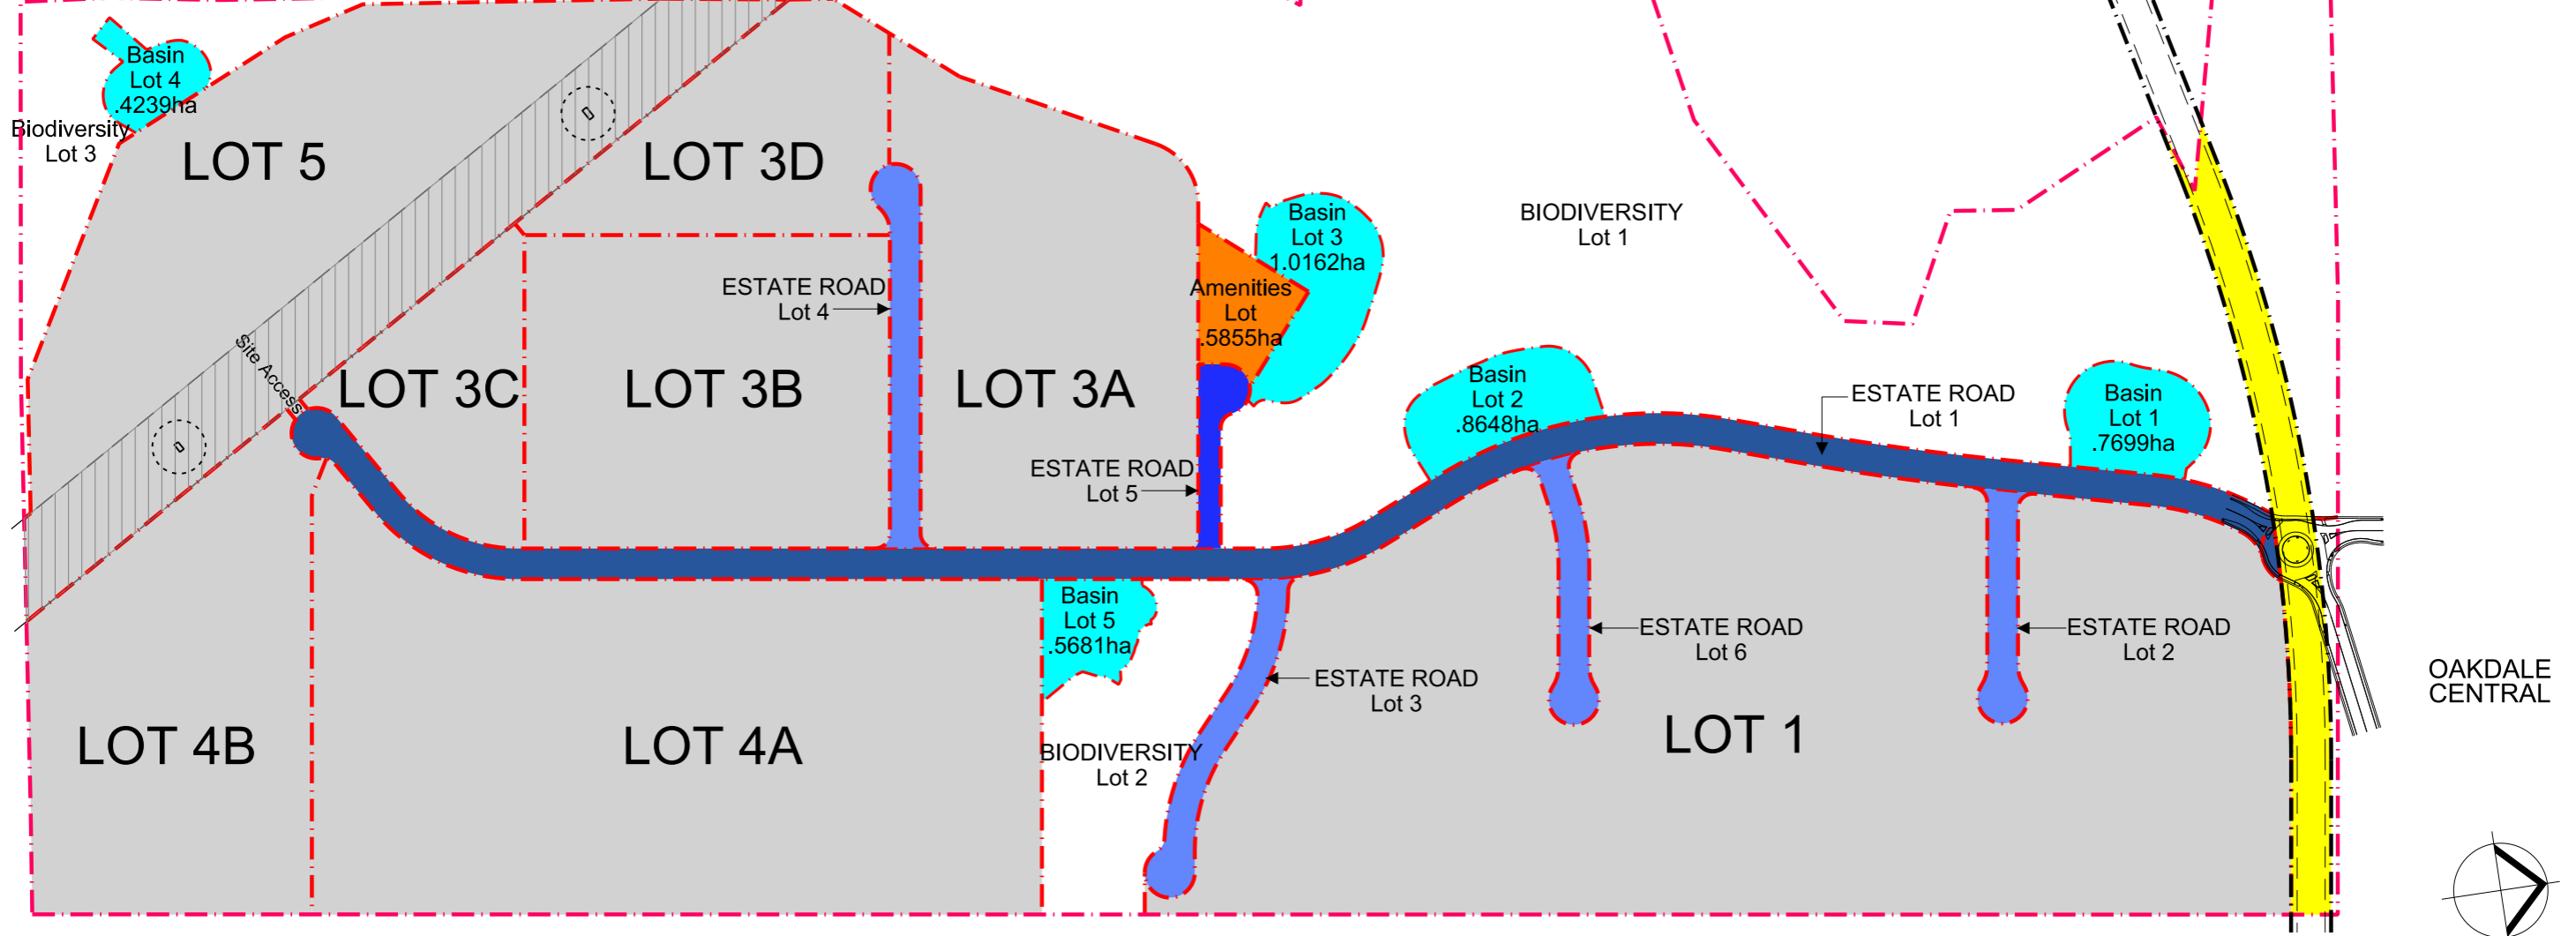 Basin
Lot 4
.4239ha
Biodiversity
Lot 3
LOT 5
LOT 3D
ESTATE ROAD
Lot 4
Basin
Lot 3
1.0162ha
Amenities
Lot
.5855ha
BIODIVERSITY
Lot 1
Site Access
LOT 3C
LOT 3B
LOT 3A
ESTATE ROAD
Lot 5
Basin
Lot 2
.8648ha
ESTATE ROAD
Lot 1
Basin
Lot 1
.7699ha
Basin
Lot 5
.5681ha
ESTATE ROAD
Lot 3
ESTATE ROAD
Lot 6
ESTATE ROAD
Lot 2
OAKDALE
CENTRAL
LOT 4B
LOT 4A
BIODIVERSITY
Lot 2
LOT 1